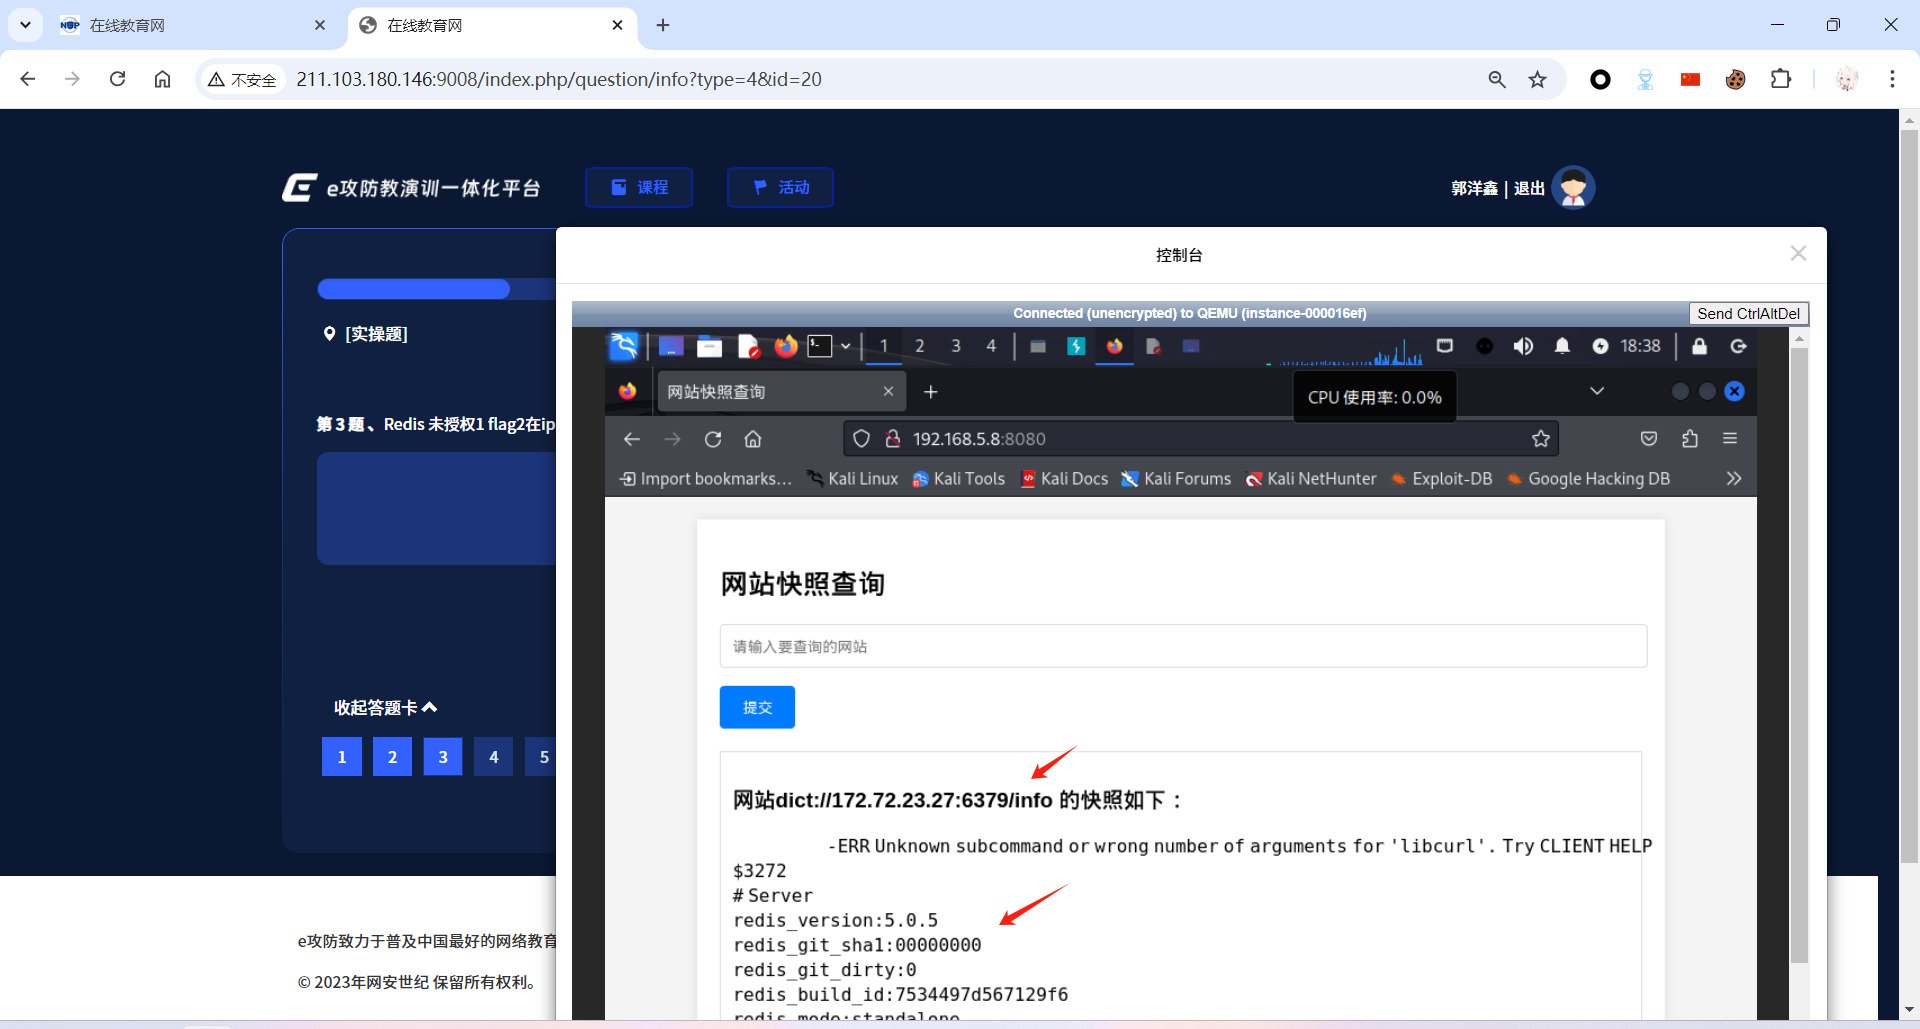 在线教育网
在线教育网
不安全
211.103.180.146:9008/index.php/question/info?type=4&id=20
e攻防教演训一体化平台
课程
活动
郭洋鑫 | 退出
控制台
[实操题]
Connected (unencrypted) to QEMU (instance-000016ef)
Send CtrlAltDel
1 2 3 4
18:38
网站快照查询
CPU 使用率: 0.0%
第 3 题、Redis 未授权1 flag2在ip
192.168.5.8:8080
Import bookmarks...
Kali Linux
Kali Tools
Kali Docs
Kali Forums
Kali NetHunter
Exploit-DB
Google Hacking DB
网站快照查询
请输入要查询的网站
提交
收起答题卡
1 2 3 4 5
网站dict://172.72.23.27:6379/info 的快照如下：
-ERR Unknown subcommand or wrong number of arguments for 'libcurl'. Try CLIENT HELP
$3272
# Server
redis_version:5.0.5
redis_git_sha1:00000000
redis_git_dirty:0
redis_build_id:7534497d567129f6
redis_mode:standalone
e攻防致力于普及中国最好的网络教育
© 2023年网安世纪 保留所有权利。